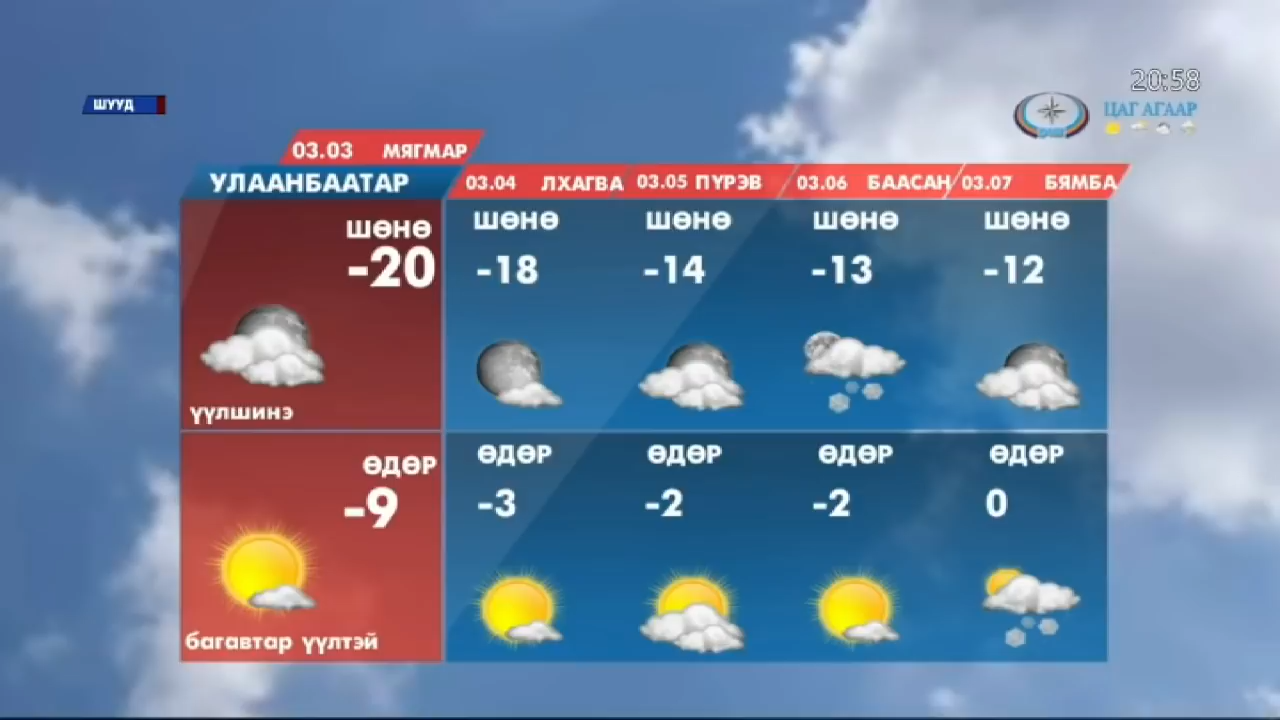 20:58
ШУУД
ЦАГ АГААР
03.03 МЯГМАР
УЛААНБААТАР
03.04 ЛХАГВА 03.05 ПҮРЭВ 03.06 БААСАН 03.07 БЯМБА
ШӨНӨ ШӨНӨ ШӨНӨ ШӨНӨ ШӨНӨ
-20 -18 -14 -13 -12
үүлшинэ
ӨДӨР ӨДӨР ӨДӨР ӨДӨР ӨДӨР
-9 -3 -2 -2 0
багавтар үүлтэй